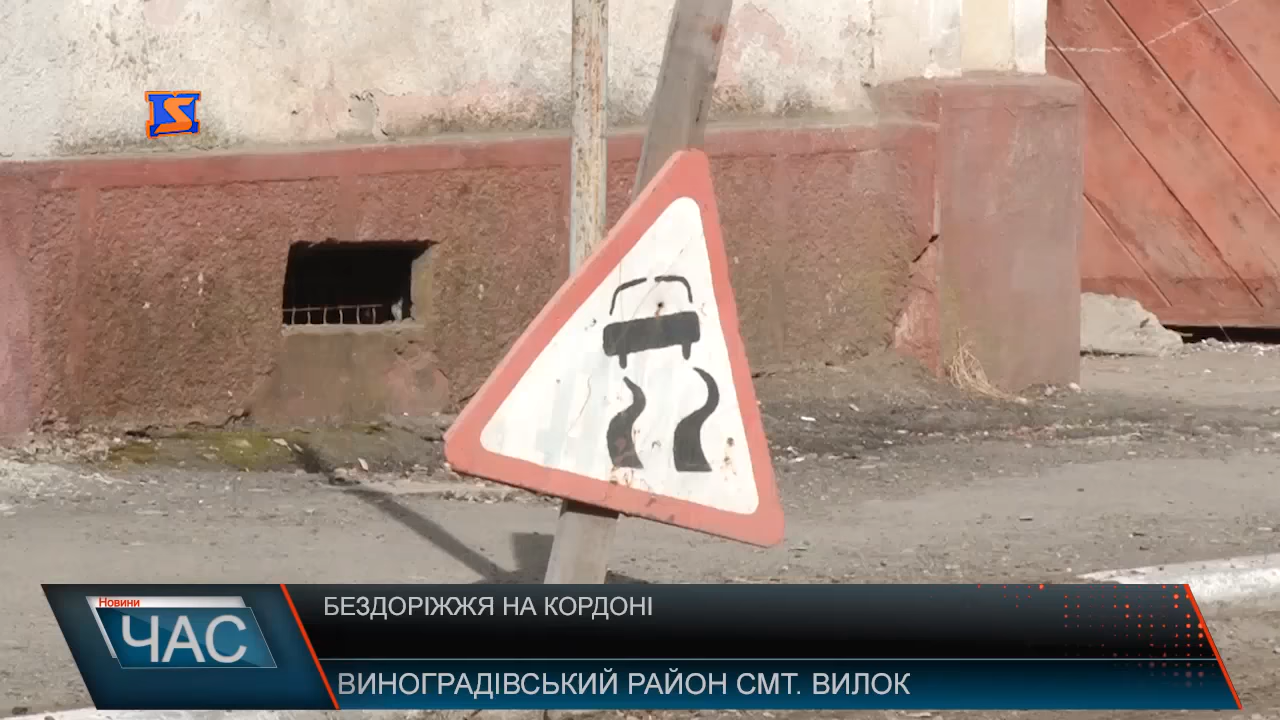 Новини
ЧАС
БЕЗДОРІЖЖЯ НА КОРДОНІ
ВИНОГРАДІВСЬКИЙ РАЙОН СМТ. ВИЛОК